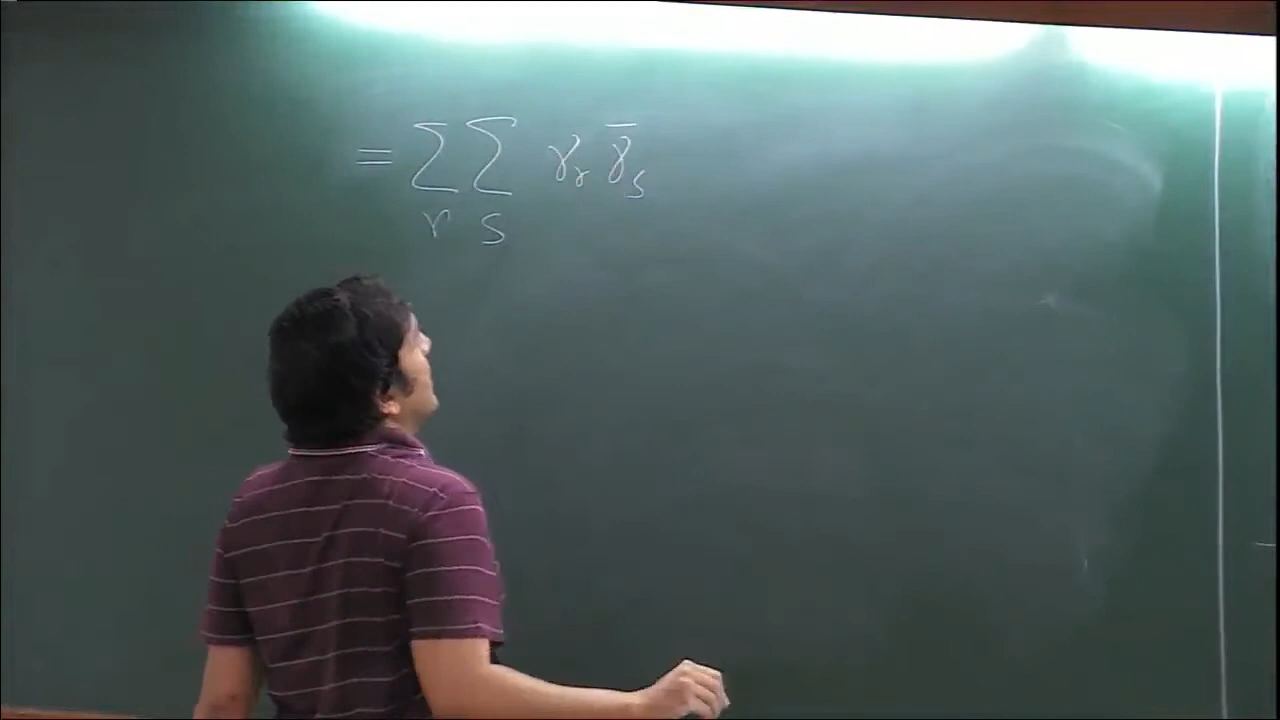 = ∑ ∑ γ_r γ̄_s
r s